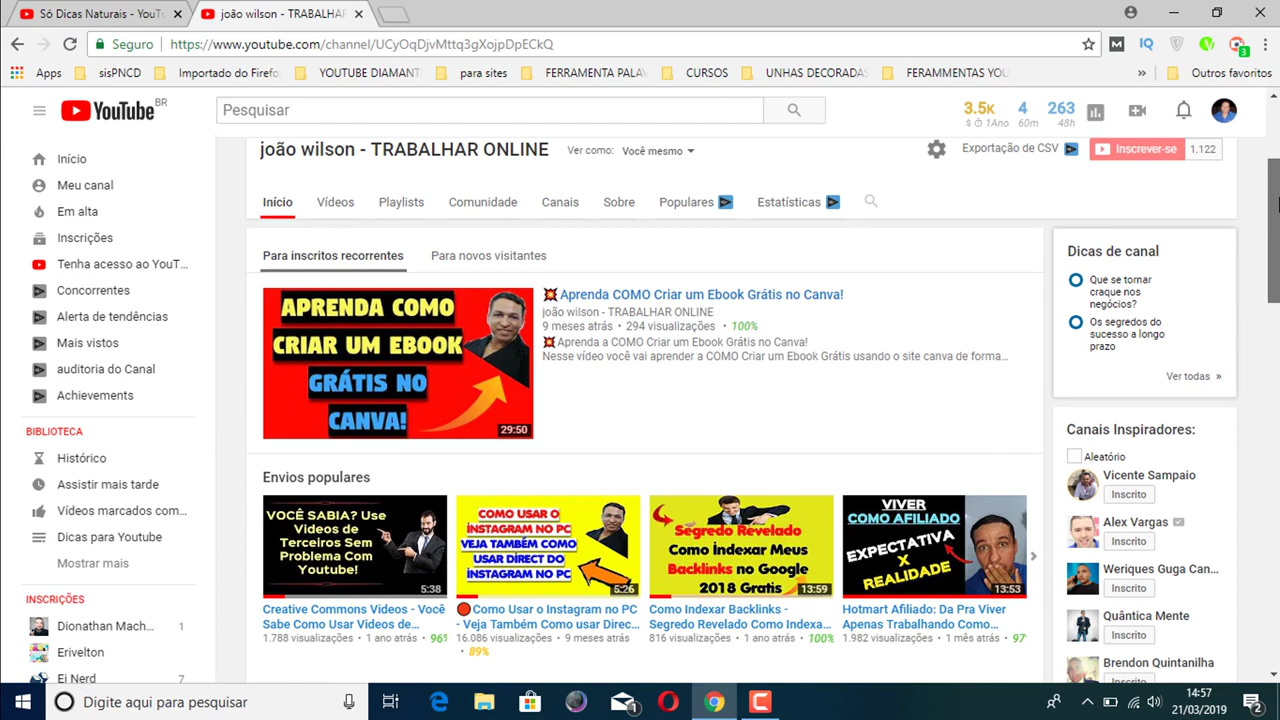 Só Dicas Naturais - YouTu
joão wilson - TRABALHAR
Seguro
https://www.youtube.com/channel/UCyOqDjvMttq3gXojpDpECkQ
3
Apps
sisPNCD
Importado do Firefo
YOUTUBE DIAMANT
para sites
FERRAMENTA PALAV
CURSOS
UNHAS DECORADAS
FERAMMENTAS YOU
»
Outros favoritos
YouTube BR
Pesquisar
3.5K 4 263
$ 1Ano 60m 48h
joão wilson - TRABALHAR ONLINE
Ver como: Você mesmo
Exportação de CSV
Inscrever-se 1.122
Início
Vídeos
Playlists
Comunidade
Canais
Sobre
Populares
Estatísticas
Início
Meu canal
Em alta
Inscrições
Tenha acesso ao YouT...
Concorrentes
Alerta de tendências
Mais vistos
auditoria do Canal
Achievements
BIBLIOTECA
Histórico
Assistir mais tarde
Vídeos marcados com...
Dicas para Youtube
Mostrar mais
INSCRIÇÕES
Dionathan Mach... 1
Erivelton
Ei Nerd 7
Para inscritos recorrentes
Para novos visitantes
APRENDA COMO
CRIAR UM EBOOK
GRÁTIS NO
CANVA!
29:50
Aprenda COMO Criar um Ebook Grátis no Canva!
joão wilson - TRABALHAR ONLINE
9 meses atrás • 294 visualizações • 100%
Aprenda a COMO Criar um Ebook Grátis no Canva!
Nesse vídeo você vai aprender a COMO Criar um Ebook Grátis usando o site canva de forma...
Envios populares
VOCÊ SABIA? Use
Videos de
Terceiros Sem
Problema Com
Youtube!
5:38
Creative Commons Videos - Você
Sabe Como Usar Vídeos de...
1.788 visualizações • 1 ano atrás • 96%
COMO USAR O
INSTAGRAM NO PC
VEJA TAMBÉM COMO
USAR DIRECT DO
INSTAGRAM NO PC
5:26
Como Usar o Instagram no PC
- Veja Também Como usar Direc...
16.086 visualizações • 9 meses atrás
• 89%
Segredo Revelado
Como Indexar Meus
Backlinks no Google
2018 Gratis
13:59
Como Indexar Backlinks -
Segredo Revelado Como Indexa...
816 visualizações • 1 ano atrás • 100%
VIVER
COMO AFILIADO
EXPECTATIVA
X
REALIDADE
13:53
Hotmart Afiliado: Da Pra Viver
Apenas Trabalhando Como...
1.982 visualizações • 1 mês atrás • 97
Dicas de canal
Que se tornar
craque nos
negócios?
Os segredos do
sucesso a longo
prazo
Ver todas »
Canais Inspiradores:
Aleatório
Vicente Sampaio
Inscrito
Alex Vargas
Inscrito
Weriques Guga Can...
Inscrito
Quântica Mente
Inscrito
Brendon Quintanilha
Inscrito
Digite aqui para pesquisar
1
14:57
21/03/2019
2